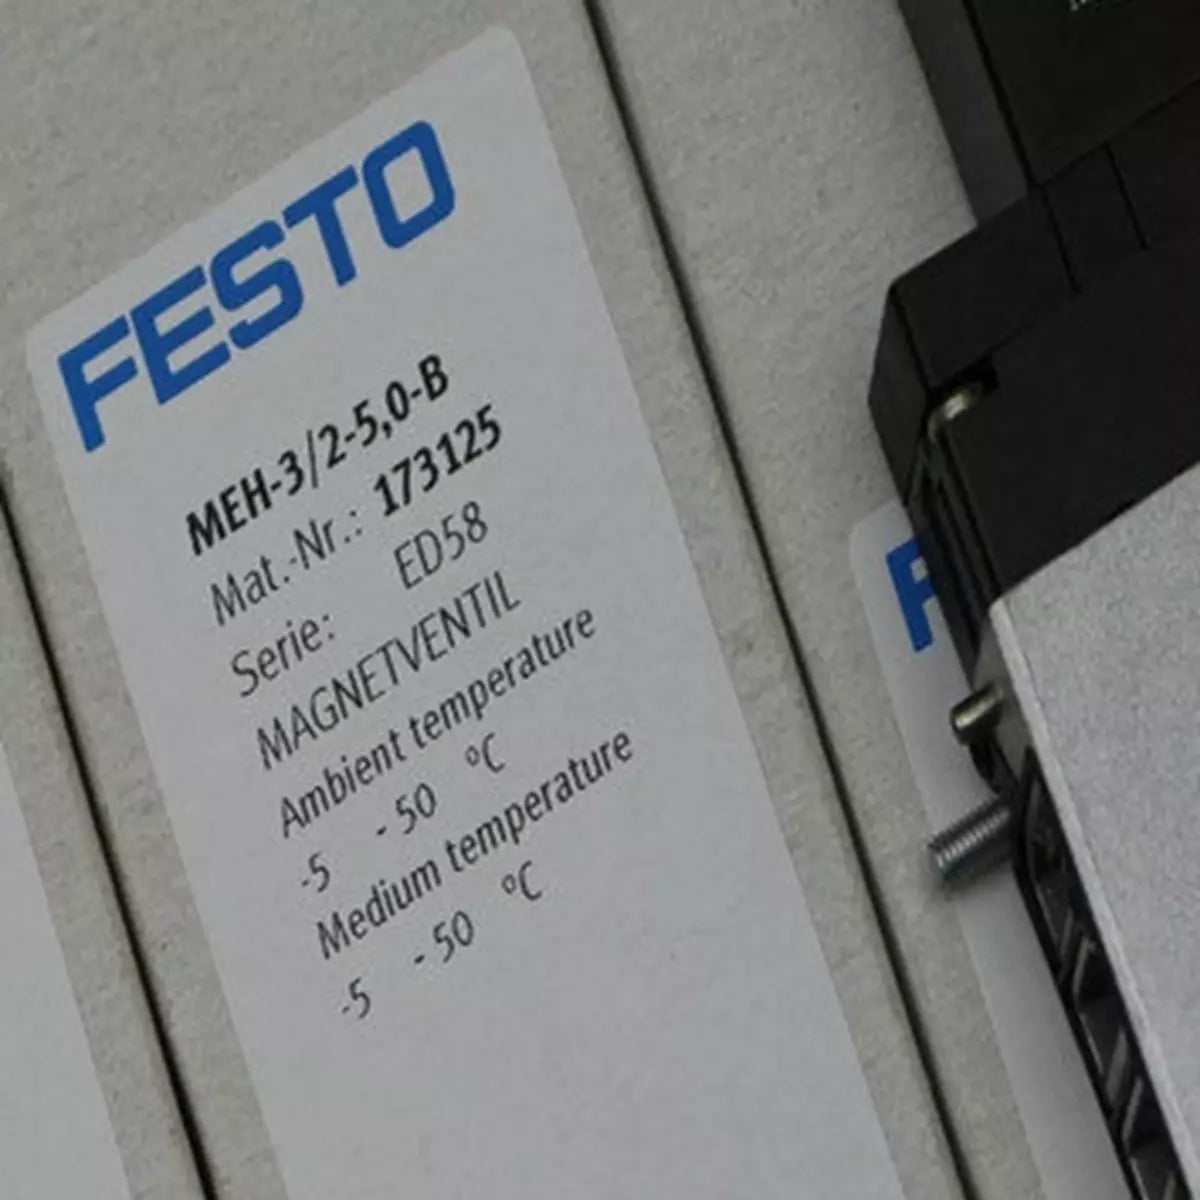 FESTO
MEH-3/2-5,0-B
Mat.-Nr.: 173125
Serie: ED58
MAGNETVENTIL
Ambient temperature
-5 - 50 °C
Medium temperature
-5 - 50 °C
F